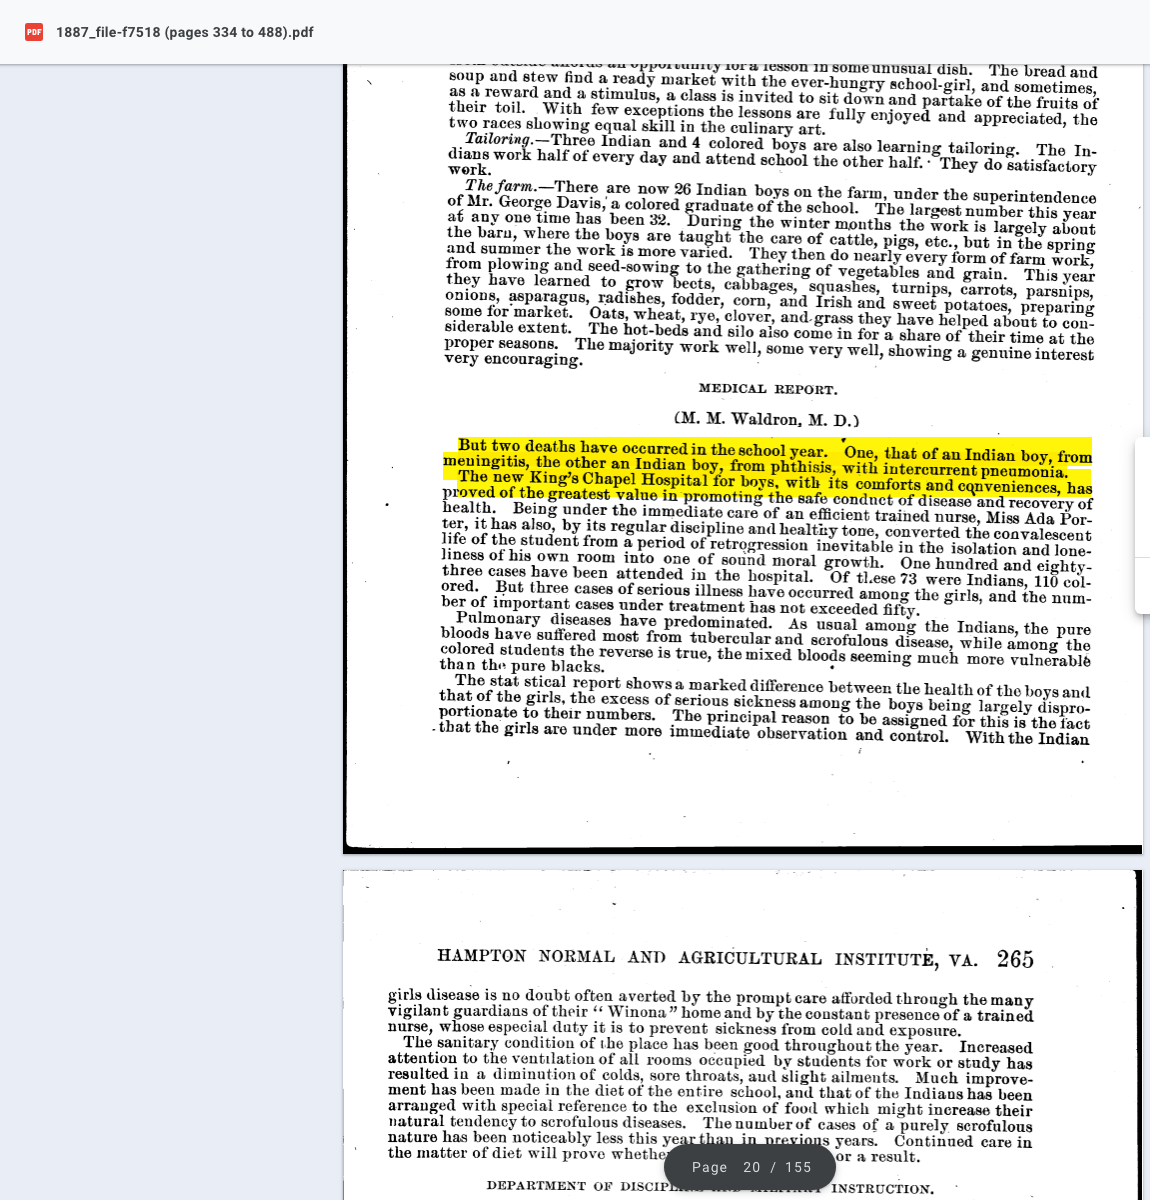 PDF 1887_file-f7518 (pages 334 to 488).pdf
from outside affords an opportunity for a lesson in some unusual dish. The bread and
soup and stew find a ready market with the ever-hungry school-girl, and sometimes,
as a reward and a stimulus, a class is invited to sit down and partake of the fruits of
their toil. With few exceptions the lessons are fully enjoyed and appreciated, the
two races showing equal skill in the culinary art.
Tailoring.—Three Indian and 4 colored boys are also learning tailoring. The In-
dians work half of every day and attend school the other half. They do satisfactory
work.
The farm.—There are now 26 Indian boys on the farm, under the superintendence
of Mr. George Davis, a colored graduate of the school. The largest number this year
at any one time has been 32. During the winter months the work is largely about
the barn, where the boys are taught the care of cattle, pigs, etc., but in the spring
and summer the work is more varied. They then do nearly every form of farm work,
from plowing and seed-sowing to the gathering of vegetables and grain. This year
they have learned to grow beets, cabbages, squashes, turnips, carrots, parsnips,
onions, asparagus, radishes, fodder, corn, and Irish and sweet potatoes, preparing
some for market. Oats, wheat, rye, clover, and grass they have helped about to con-
siderable extent. The hot-beds and silo also come in for a share of their time at the
proper seasons. The majority work well, some very well, showing a genuine interest
very encouraging.
MEDICAL REPORT.
(M. M. Waldron, M. D.)
But two deaths have occurred in the school year. One, that of an Indian boy, from
meningitis, the other an Indian boy, from phthisis, with intercurrent pneumonia.
The new King's Chapel Hospital for boys, with its comforts and conveniences, has
proved of the greatest value in promoting the safe conduct of disease and recovery of
health. Being under the immediate care of an efficient trained nurse, Miss Ada Por-
ter, it has also, by its regular discipline and healthy tone, converted the convalescent
life of the student from a period of retrogression inevitable in the isolation and lone-
liness of his own room into one of sound moral growth. One hundred and eighty-
three cases have been attended in the hospital. Of these 73 were Indians, 110 col-
ored. But three cases of serious illness have occurred among the girls, and the num-
ber of important cases under treatment has not exceeded fifty.
Pulmonary diseases have predominated. As usual among the Indians, the pure
bloods have suffered most from tubercular and scrofulous disease, while among the
colored students the reverse is true, the mixed bloods seeming much more vulnerable
than the pure blacks.
The stat stical report shows a marked difference between the health of the boys and
that of the girls, the excess of serious sickness among the boys being largely dispro-
portionate to their numbers. The principal reason to be assigned for this is the fact
that the girls are under more immediate observation and control. With the Indian
HAMPTON NORMAL AND AGRICULTURAL INSTITUTE, VA. 265
girls disease is no doubt often averted by the prompt care afforded through the many
vigilant guardians of their "Winona" home and by the constant presence of a trained
nurse, whose especial duty it is to prevent sickness from cold and exposure.
The sanitary condition of the place has been good throughout the year. Increased
attention to the ventilation of all rooms occupied by students for work or study has
resulted in a diminution of colds, sore throats, and slight ailments. Much improve-
ment has been made in the diet of the entire school, and that of the Indians has been
arranged with special reference to the exclusion of food which might increase their
natural tendency to scrofulous diseases. The number of cases of a purely scrofulous
nature has been noticeably less this year than in previous years. Continued care in
the matter of diet will prove whether or a result.
Page 20 / 155
DEPARTMENT OF INSTRUCTION.